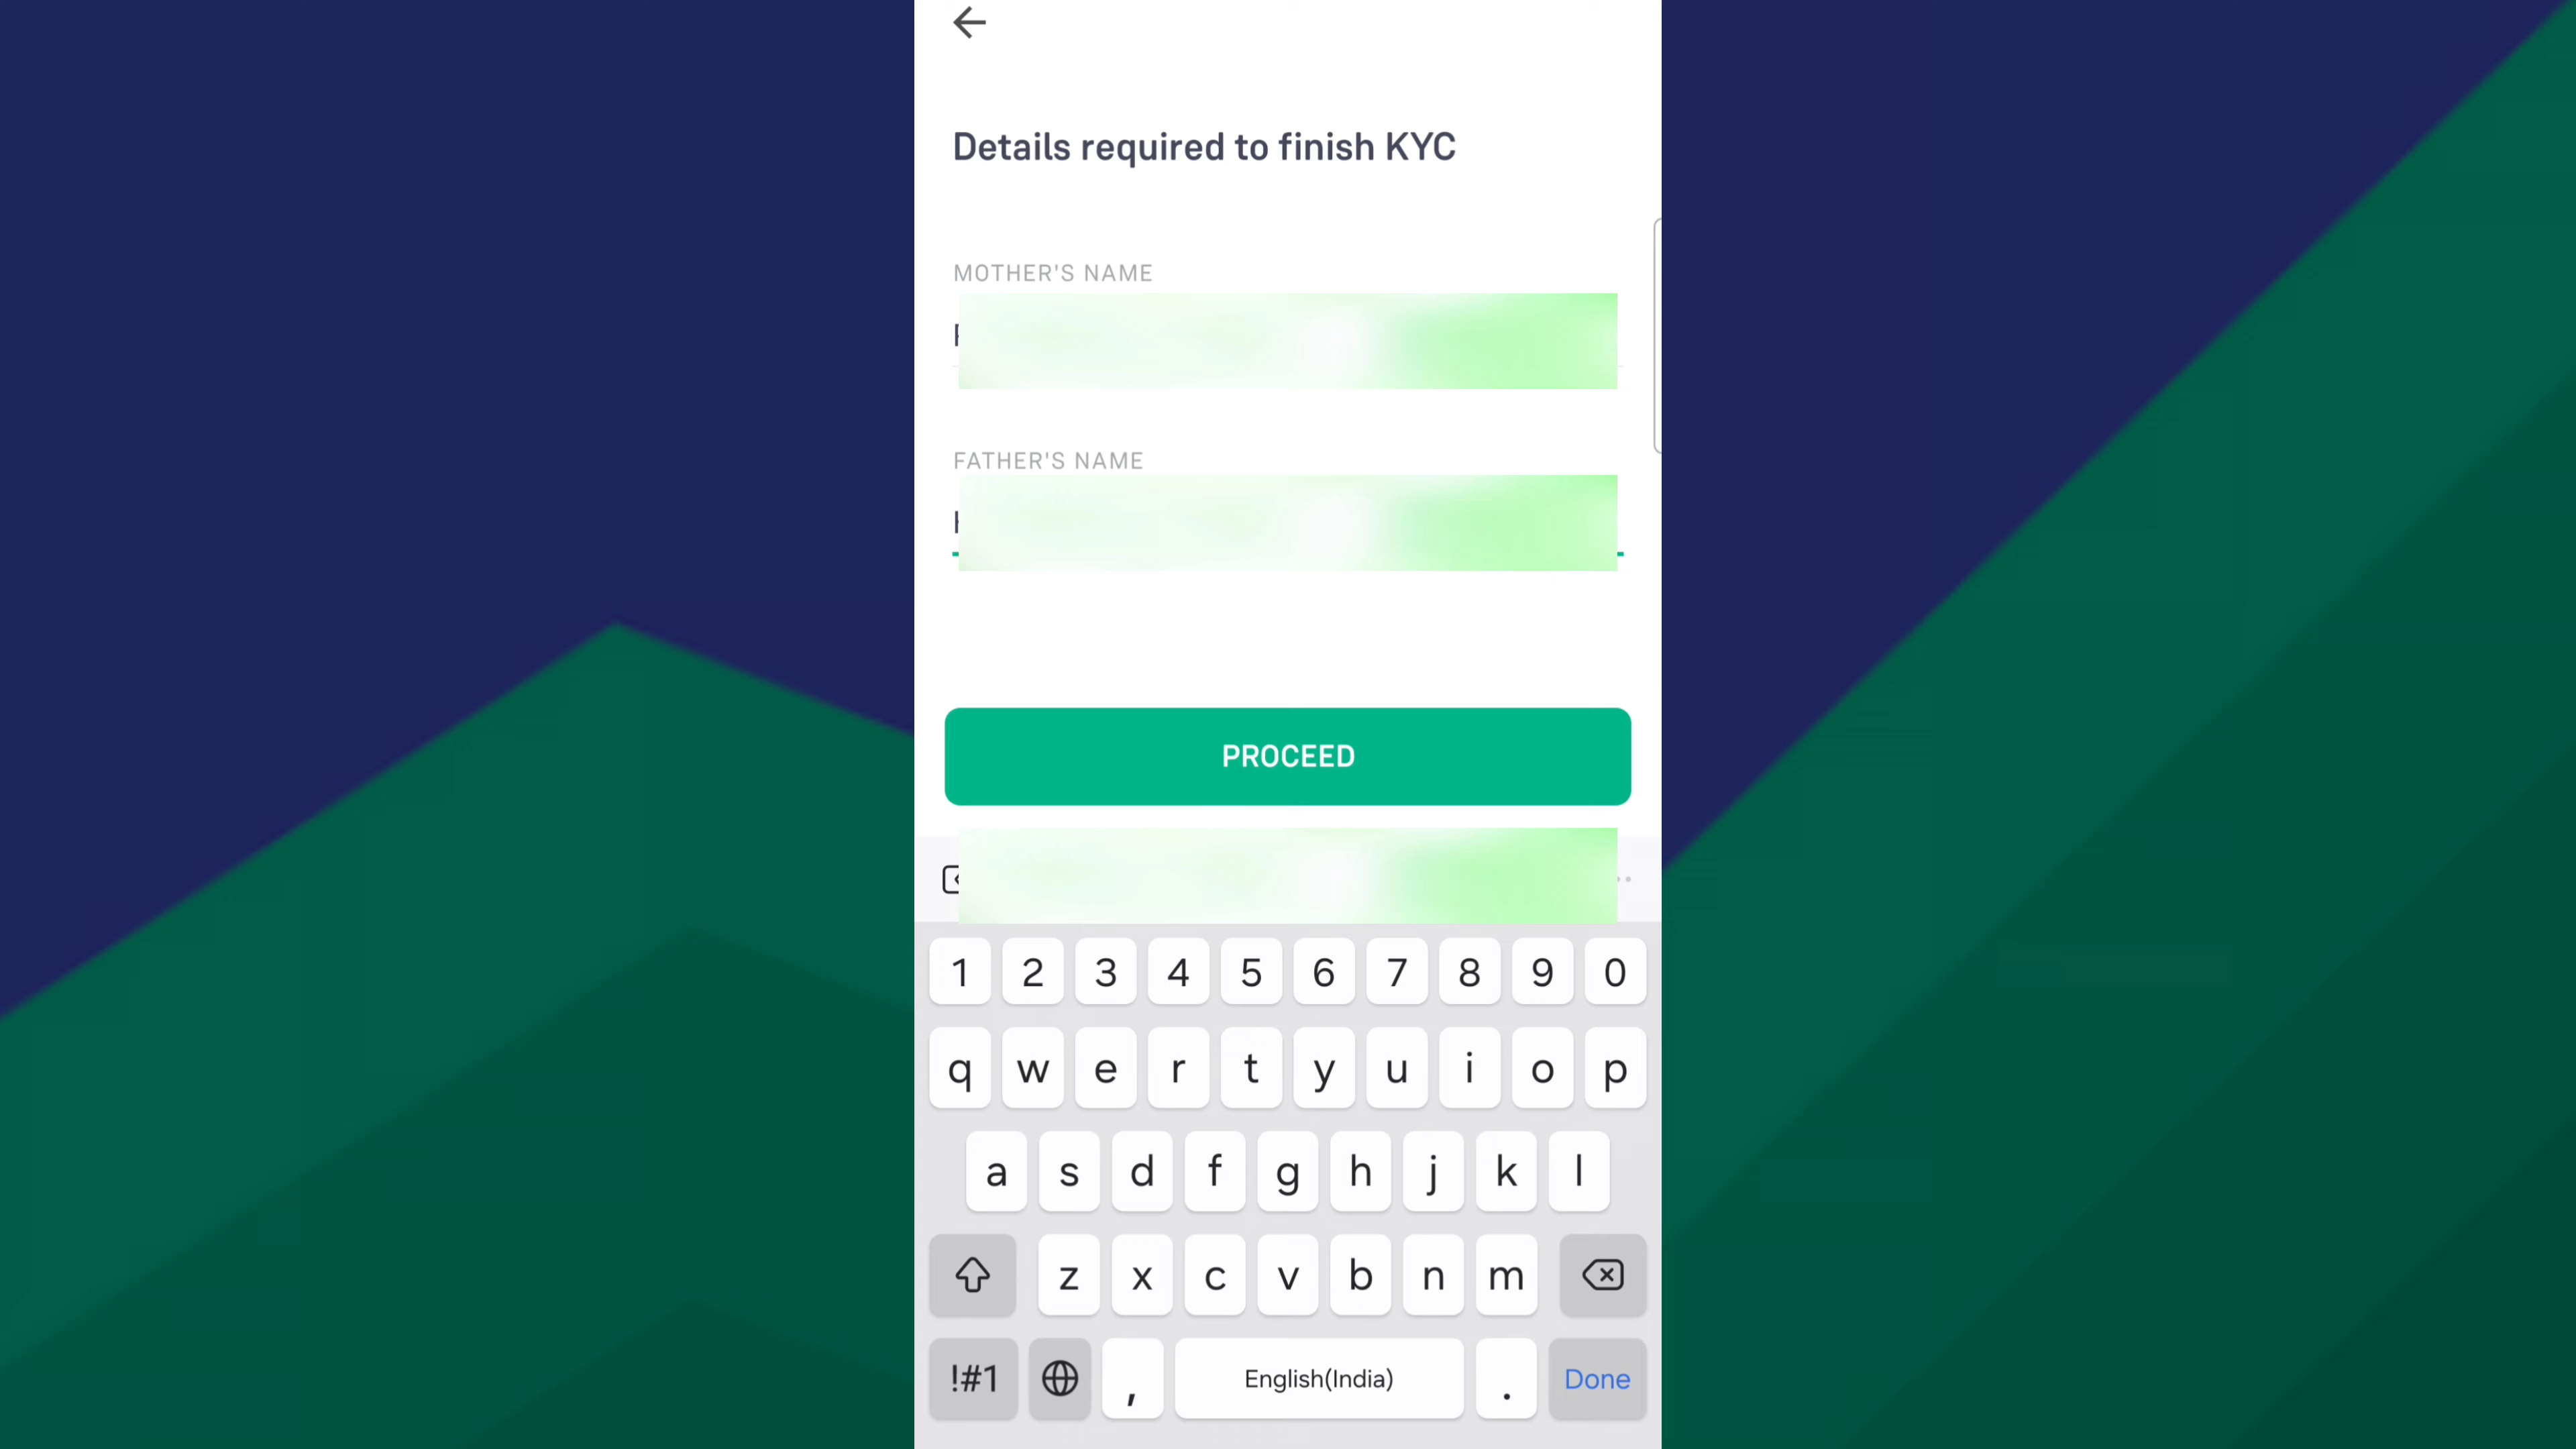 Details required to finish KYC
MOTHER'S NAME
FATHER'S NAME
PROCEED
1 2 3 4 5 6 7 8 9 0
q w e r t y u i o p
a s d f g h j k l
z x c v b n m
!#1 , English(India) . Done